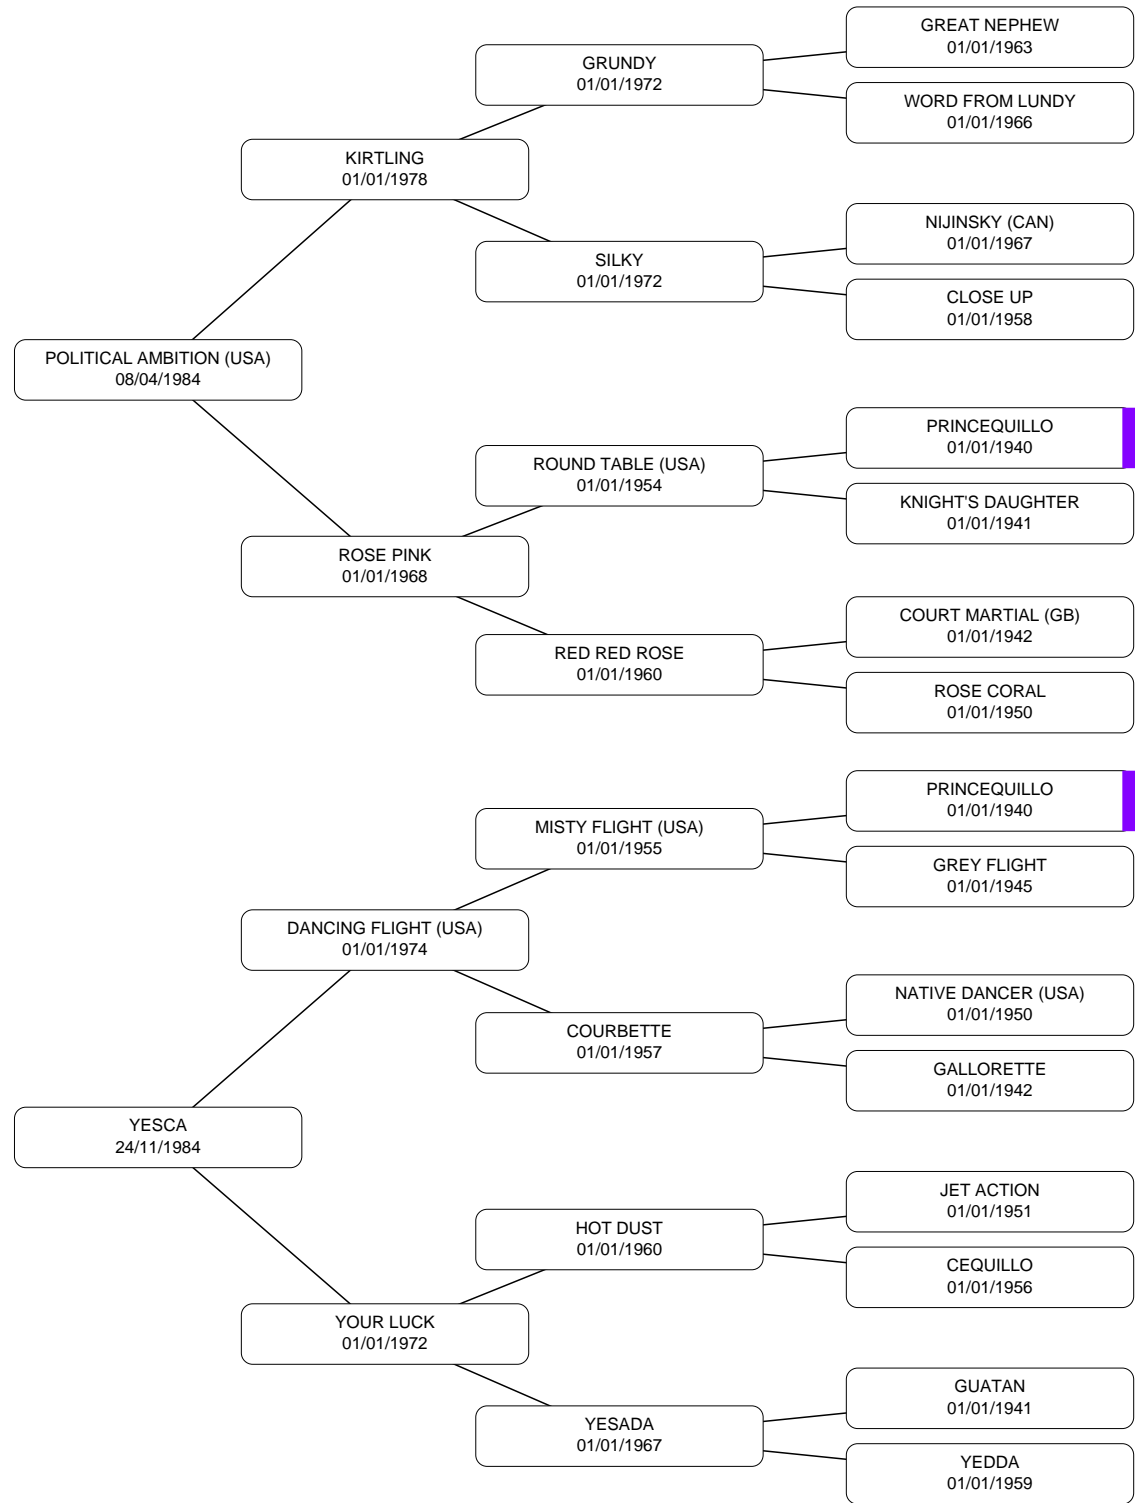 GREAT NEPHEW
01/01/1963
GRUNDY
01/01/1972
WORD FROM LUNDY
01/01/1966
KIRTLING
01/01/1978
NIJINSKY (CAN)
01/01/1967
SILKY
01/01/1972
CLOSE UP
01/01/1958
POLITICAL AMBITION (USA)
08/04/1984
PRINCEQUILLO
01/01/1940
ROUND TABLE (USA)
01/01/1954
KNIGHT'S DAUGHTER
01/01/1941
ROSE PINK
01/01/1968
COURT MARTIAL (GB)
01/01/1942
RED RED ROSE
01/01/1960
ROSE CORAL
01/01/1950
PRINCEQUILLO
01/01/1940
MISTY FLIGHT (USA)
01/01/1955
GREY FLIGHT
01/01/1945
DANCING FLIGHT (USA)
01/01/1974
NATIVE DANCER (USA)
01/01/1950
COURBETTE
01/01/1957
GALLORETTE
01/01/1942
YESCA
24/11/1984
JET ACTION
01/01/1951
HOT DUST
01/01/1960
CEQUILLO
01/01/1956
YOUR LUCK
01/01/1972
GUATAN
01/01/1941
YESADA
01/01/1967
YEDDA
01/01/1959